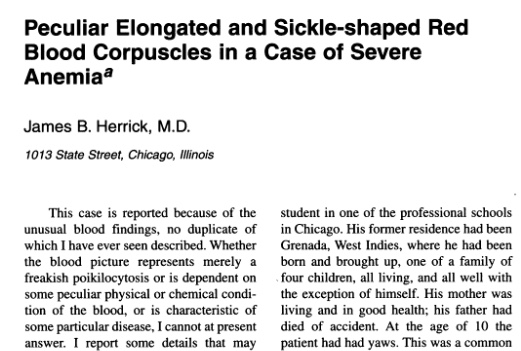 Peculiar Elongated and Sickle-shaped Red
Blood Corpuscles in a Case of Severe
Anemiaa
James B. Herrick, M.D.
1013 State Street, Chicago, Illinois
This case is reported because of the
unusual blood findings, no duplicate of
which I have ever seen described. Whether
the blood picture represents merely a
freakish poikilocytosis or is dependent on
some peculiar physical or chemical condi-
tion of the blood, or is characteristic of
some particular disease, I cannot at present
answer. I report some details that may
student in one of the professional schools
in Chicago. His former residence had been
Grenada, West Indies, where he had been
born and brought up, one of a family of
four children, all living, and all well with
the exception of himself. His mother was
living and in good health; his father had
died of accident. At the age of 10 the
patient had had yaws. This was a common